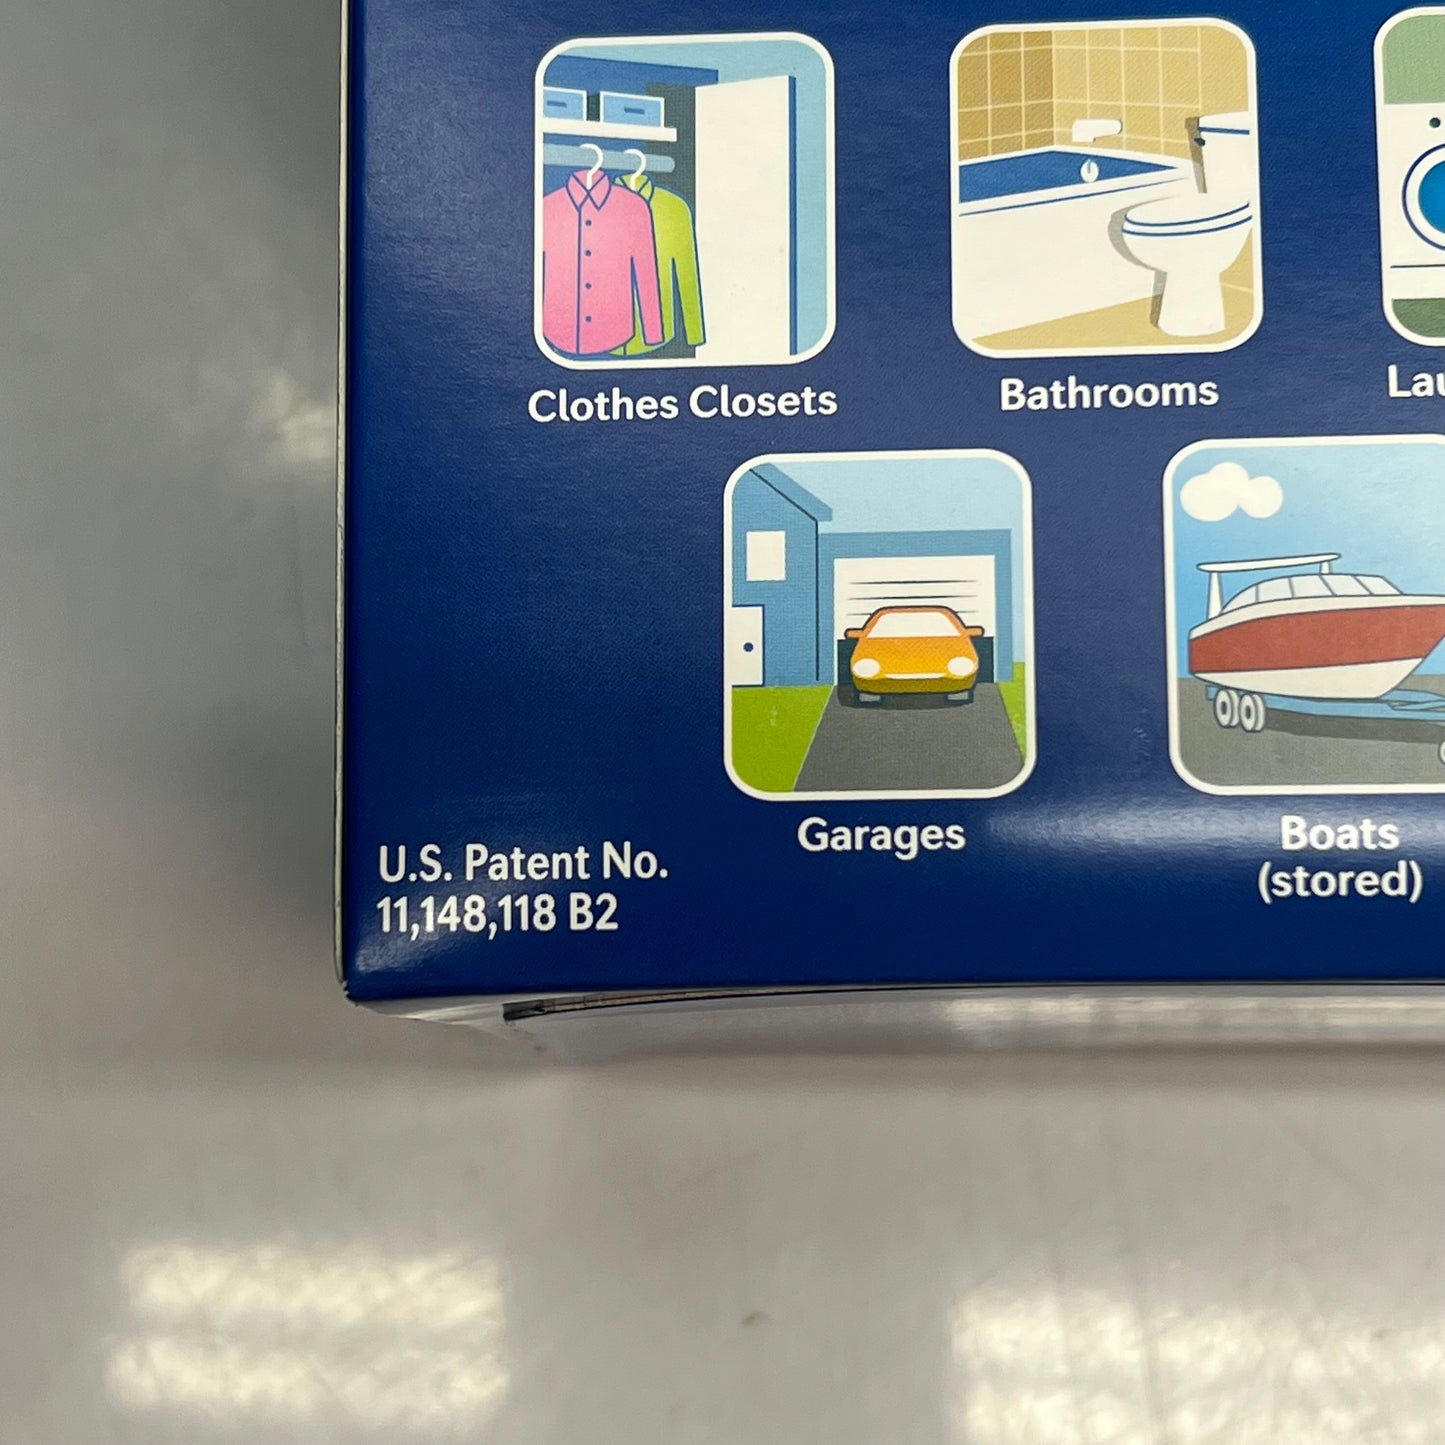 Clothes Closets
Bathrooms
Garages
Boats
(stored)
U.S. Patent No.
11,148,118 B2